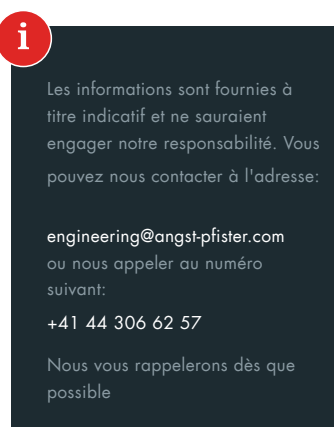 i
Les informations sont fournies à
titre indicatif et ne sauraient
engager notre responsabilité. Vous
pouvez nous contacter à l'adresse:
engineering@angst-pfister.com
ou nous appeler au numéro
suivant:
+41 44 306 62 57
Nous vous rappelerons dès que
possible